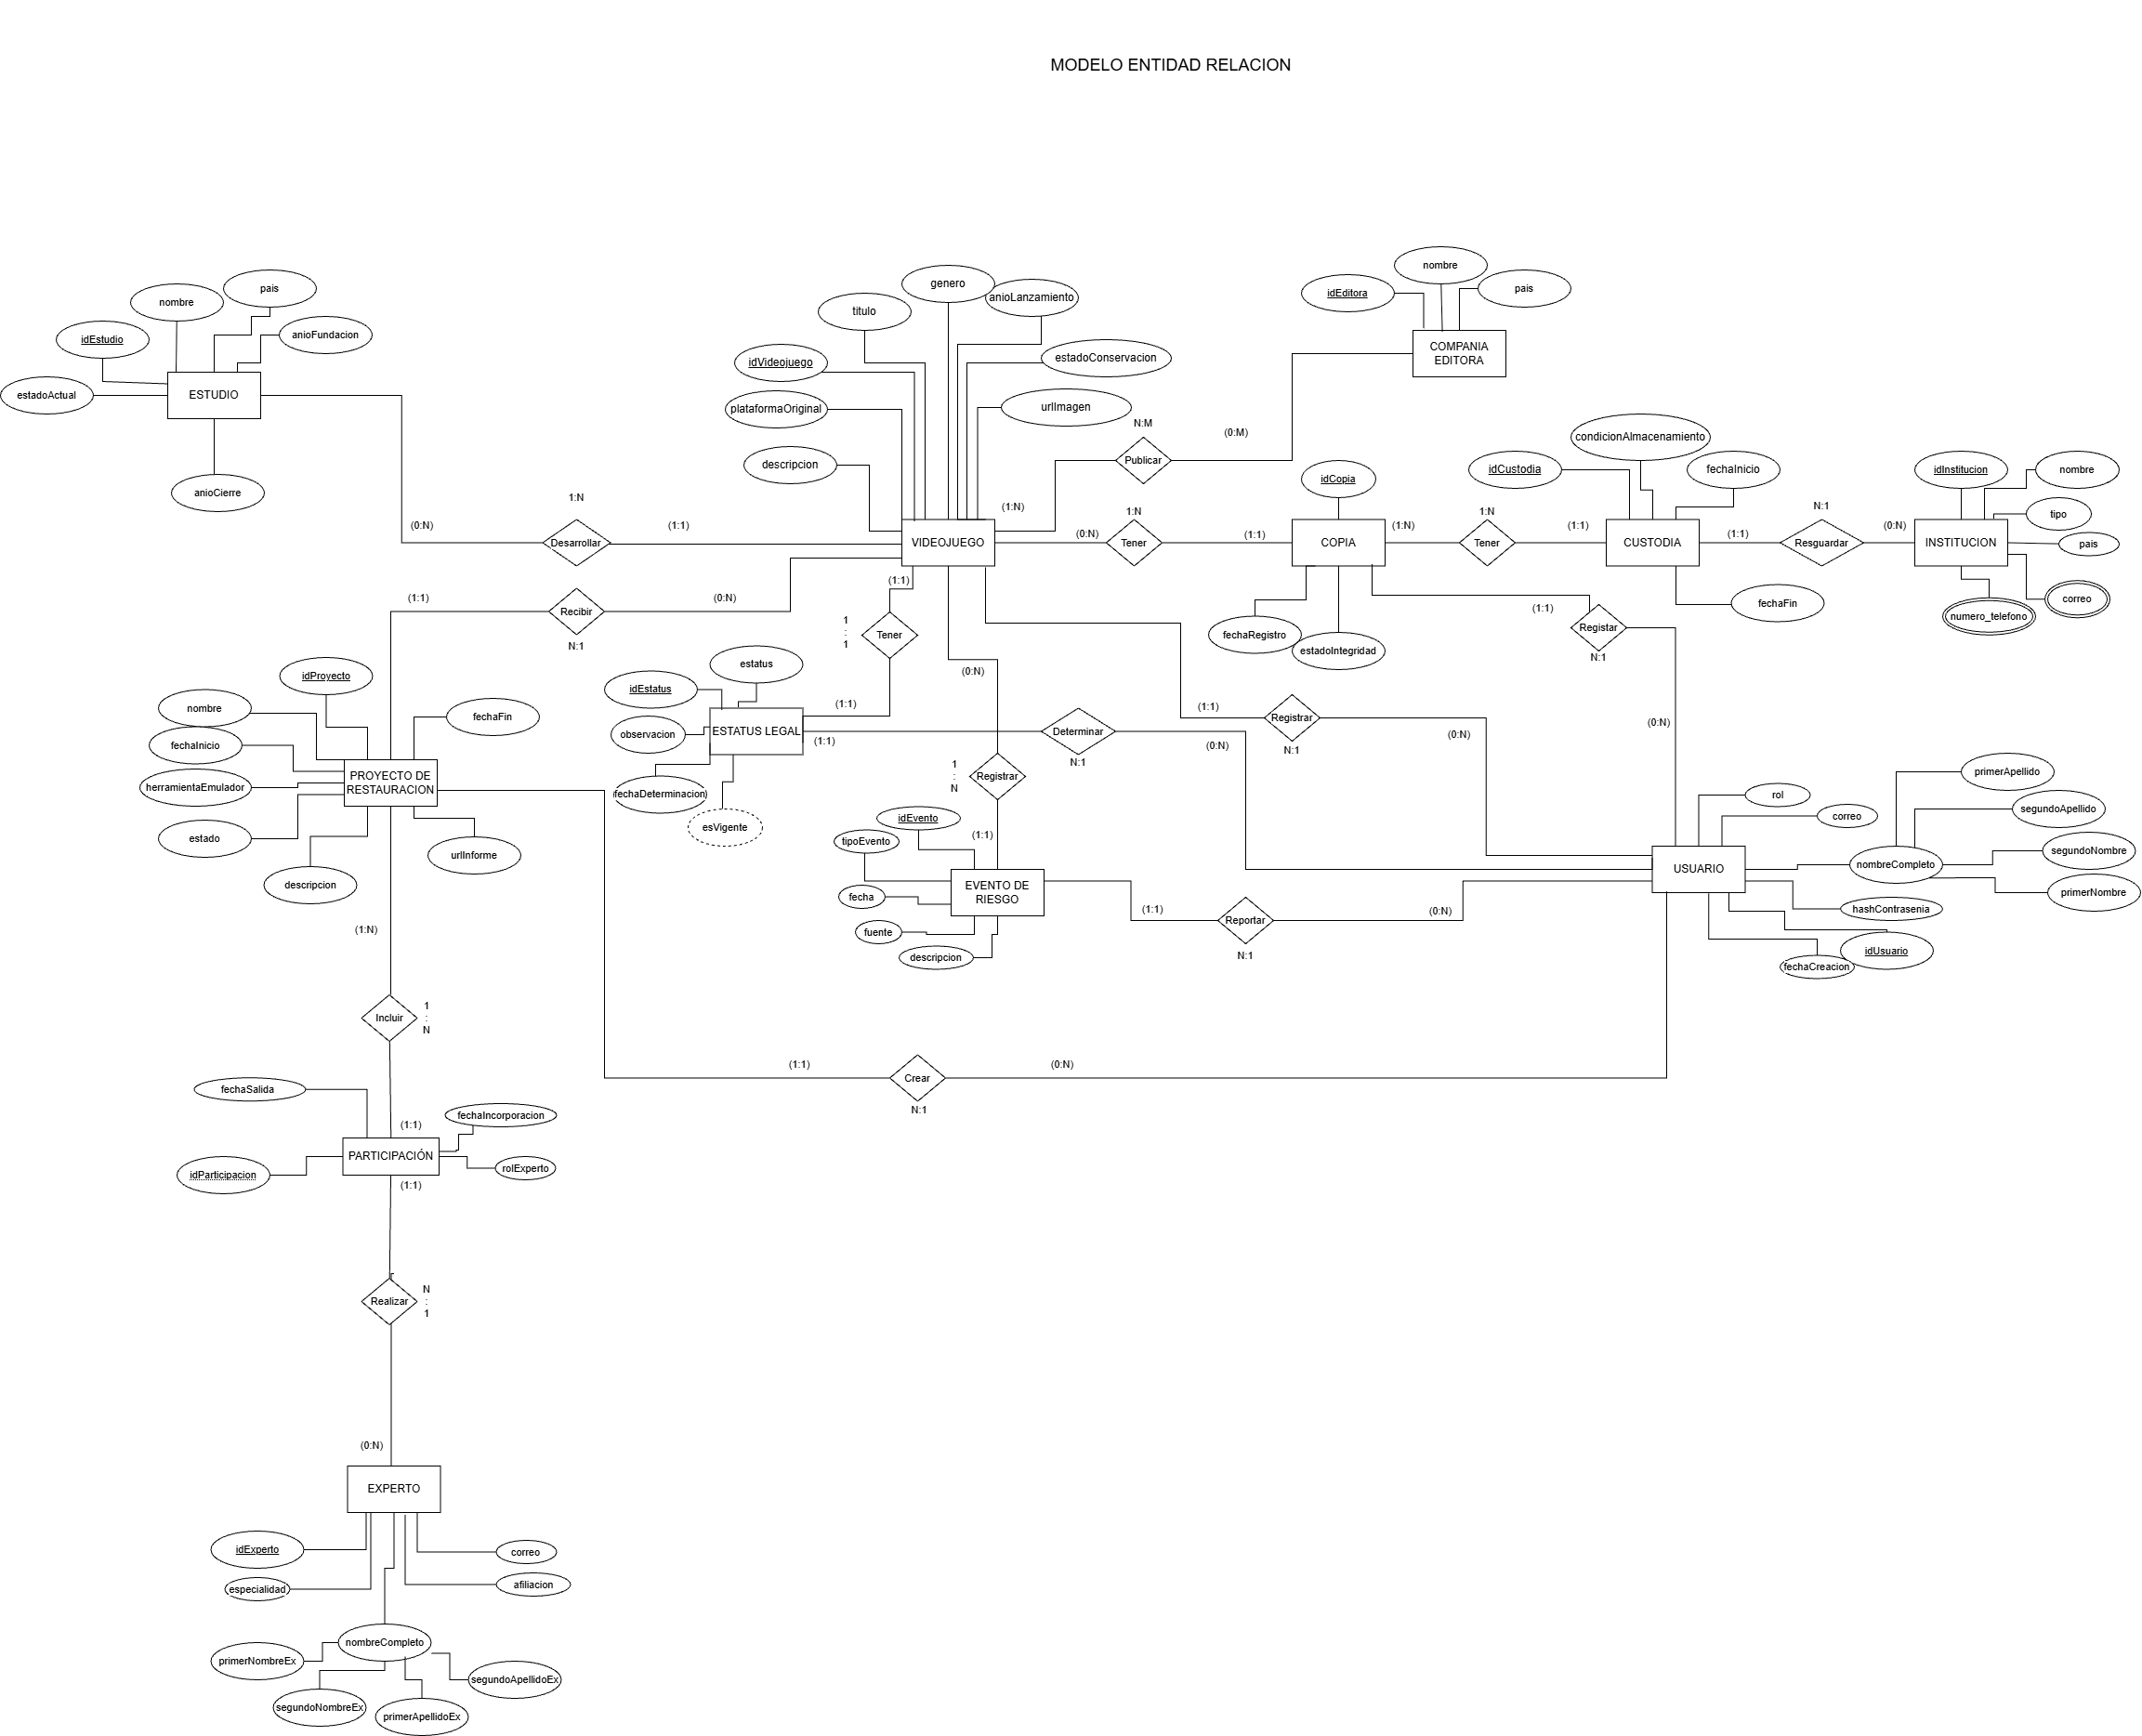 MODELO ENTIDAD RELACION
nombre
pais
idEstudio
anioFundacion
estadoActual
ESTUDIO
anioCierre
genero
anioLanzamiento
titulo
idVideojuego
estadoConservacion
plataformaOriginal
urlImagen
descripcion
VIDEOJUEGO
nombre
idEditora
pais
COMPANIA
EDITORA
N:M
(0:M)
Publicar
(1:N)
1:N
(0:N)
Desarrollar
(1:1)
(0:N)
1:N
Tener
(1:1)
idCopia
COPIA
fechaRegistro
estadoIntegridad
(1:N)
1:N
Tener
(1:1)
condicionAlmacenamiento
idCustodia
fechaInicio
CUSTODIA
fechaFin
(1:1)
N:1
Resguardar
(0:N)
idInstitucion
nombre
tipo
INSTITUCION
pais
correo
numero_telefono
(1:1)
Registar
N:1
(0:N)
(1:1)
Recibir
(0:N)
N:1
(1:1)
1
:
1
Tener
(1:1)
estatus
idEstatus
observacion
ESTATUS LEGAL
fechaDeterminacion
esVigente
(1:1)
Determinar
N:1
(0:N)
(1:1)
Registrar
N:1
(0:N)
(0:N)
1
:
N
Registrar
(1:1)
idProyecto
nombre
fechaFin
fechaInicio
PROYECTO DE
RESTAURACION
herramientaEmulador
estado
urlInforme
descripcion
idEvento
tipoEvento
EVENTO DE
RIESGO
fecha
fuente
descripcion
(1:1)
Reportar
N:1
(0:N)
primerApellido
rol
segundoApellido
correo
USUARIO
nombreCompleto
segundoNombre
primerNombre
hashContrasenia
idUsuario
fechaCreacion
(1:N)
Incluir
1
:
N
(1:1)
(1:1)
Crear
N:1
(0:N)
fechaSalida
fechaIncorporacion
PARTICIPACIÓN
idParticipacion
rolExperto
(1:1)
Realizar
N
:
1
(0:N)
EXPERTO
idExperto
correo
especialidad
afiliacion
nombreCompleto
primerNombreEx
segundoApellidoEx
segundoNombreEx
primerApellidoEx